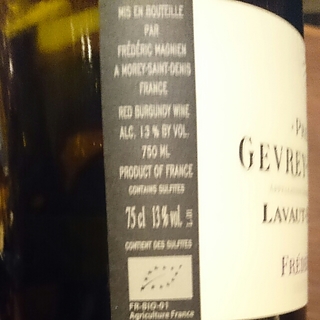 MIS EN BOUTEILLE
PAR
FRÉDÉRIC MAGNIEN
A MOREY-SAINT-DENIS
FRANCE
RED BURGUNDY WINE
ALC. 13 % BY VOL.
750 ML
PRODUCT OF FRANCE
CONTAINS SULFITES
75 cl 13 % vol.
CONTIENT DES SULFITES
FR-BIO-01
Agriculture France
GEVREY
LAVAUT
FRÉD